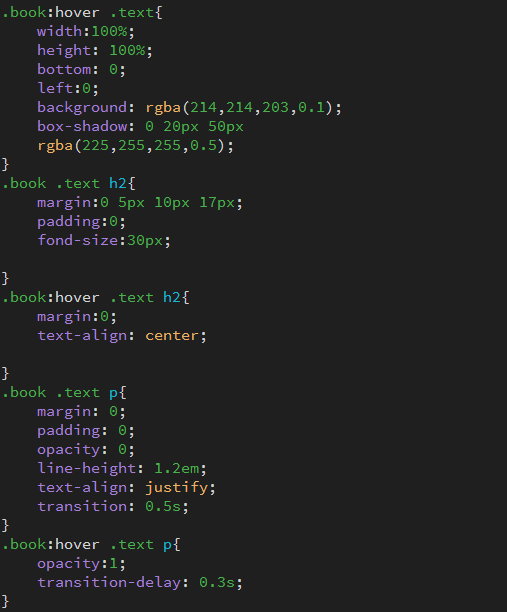 .book:hover .text{
    width:100%;
    height: 100%;
    bottom: 0;
    left:0;
    background: rgba(214,214,203,0.1);
    box-shadow: 0 20px 50px
    rgba(225,255,255,0.5);
}
.book .text h2{
    margin:0 5px 10px 17px;
    padding:0;
    fond-size:30px;

}
.book:hover .text h2{
    margin:0;
    text-align: center;

}
.book .text p{
    margin: 0;
    padding: 0;
    opacity: 0;
    line-height: 1.2em;
    text-align: justify;
    transition: 0.5s;
}
.book:hover .text p{
    opacity:1;
    transition-delay: 0.3s;
}